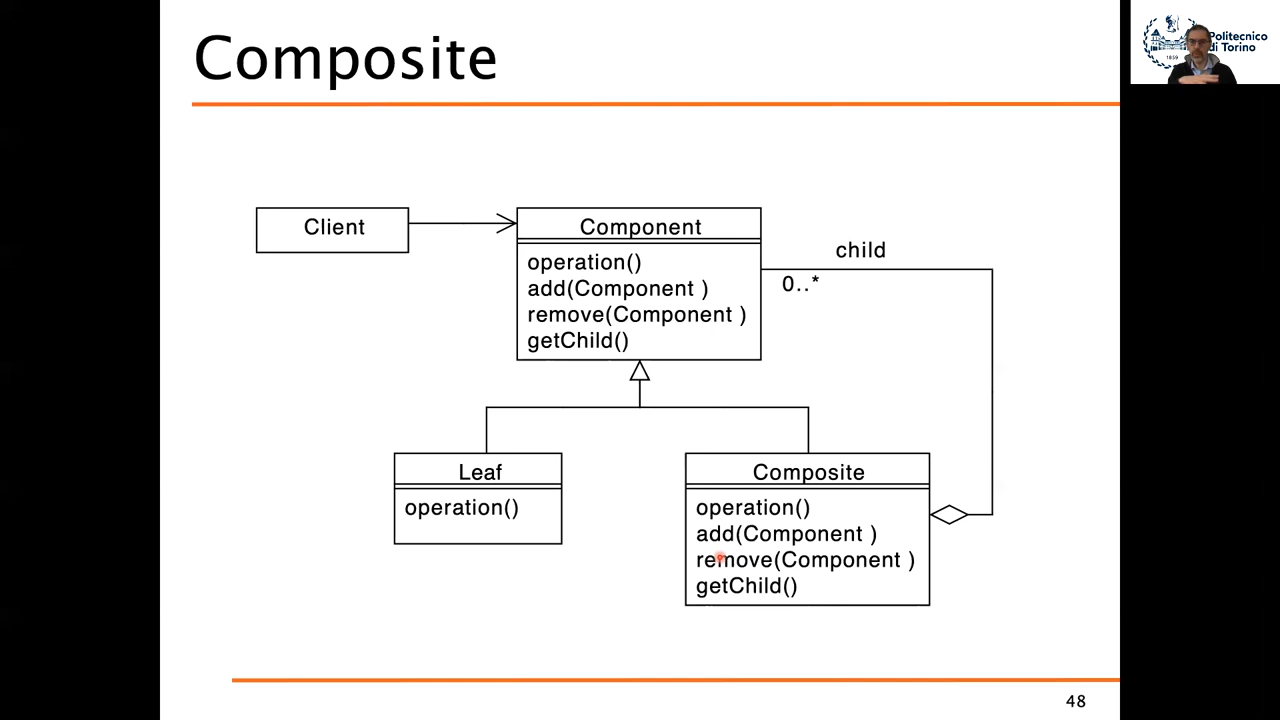 Composite
Politecnico
di Torino
1859
Client
Component
operation()
add(Component )
remove(Component )
getChild()
child
0..*
Leaf
operation()
Composite
operation()
add(Component )
remove(Component )
getChild()
48